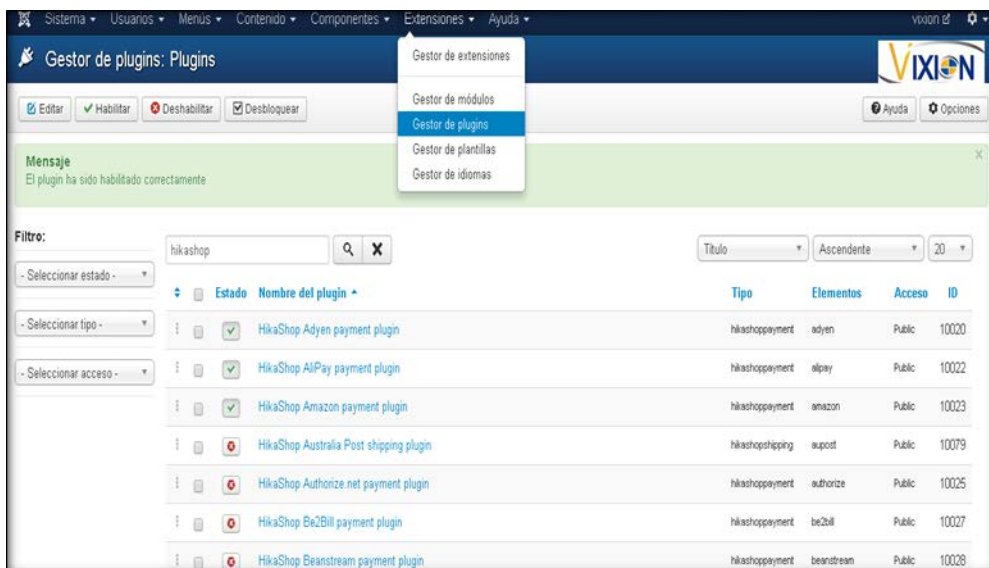 Sistema Usuarios Menús Contenido Componentes Extensiones Ayuda vixion
Gestor de plugins: Plugins
VIXION
Gestor de extensiones
Gestor de módulos
Gestor de plugins
Gestor de plantillas
Gestor de idiomas
Editar Habilitar Deshabilitar Desbloquear Ayuda Opciones
Mensaje
El plugin ha sido habilitado correctamente
Filtro:
- Seleccionar estado -
- Seleccionar tipo -
- Seleccionar acceso -
hikashop Título Ascendente 20
Estado Nombre del plugin Tipo Elementos Acceso ID
HikaShop Adyen payment plugin hikashoppayment adyen Public 10020
HikaShop AliPay payment plugin hikashoppayment alipay Public 10022
HikaShop Amazon payment plugin hikashoppayment amazon Public 10023
HikaShop Australia Post shipping plugin hikashopshipping aupost Public 10079
HikaShop Authorize.net payment plugin hikashoppayment authorize Public 10025
HikaShop Be2Bill payment plugin hikashoppayment be2bill Public 10027
HikaShop Beanstream payment plugin hikashoppayment beanstream Public 10028